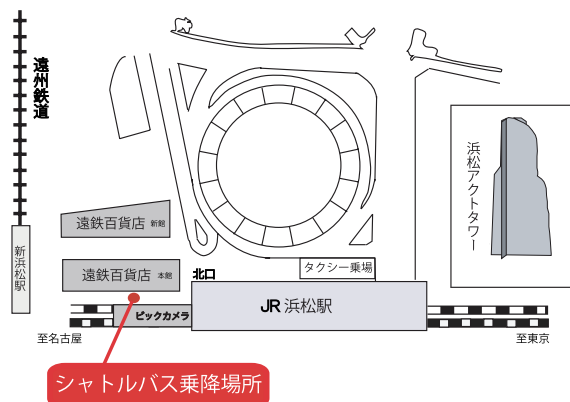 遠州鉄道
浜松アクトタワー
遠鉄百貨店 新館
新浜松駅
遠鉄百貨店 本館
北口
タクシー乗場
ビックカメラ
JR 浜松駅
至名古屋
至東京
シャトルバス乗降場所